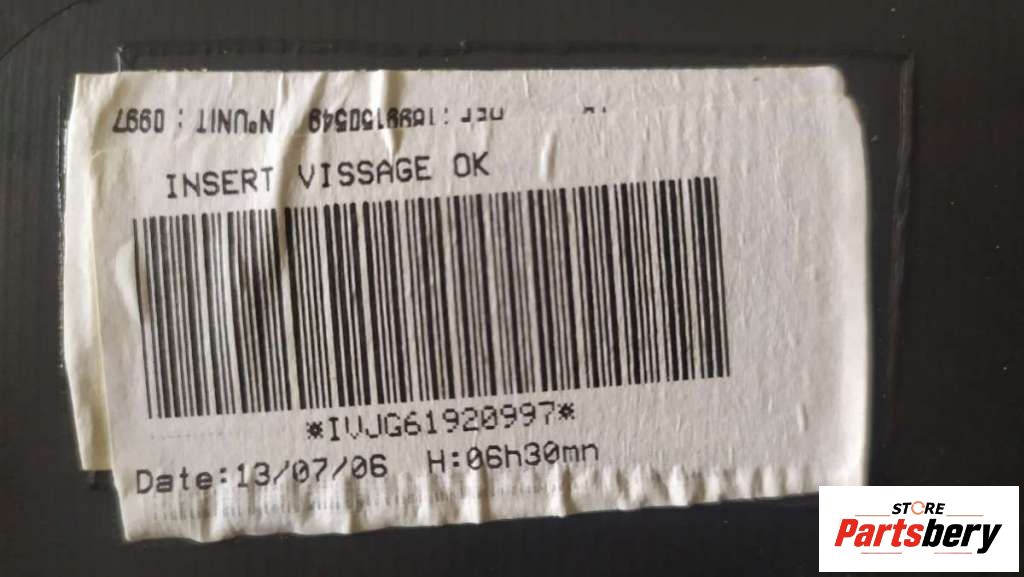 N°UNIT : 0997
INSERT VISSAGE OK
*IVJG61920997*
Date:13/07/06 H:06h30mn
STORE
Partsbery